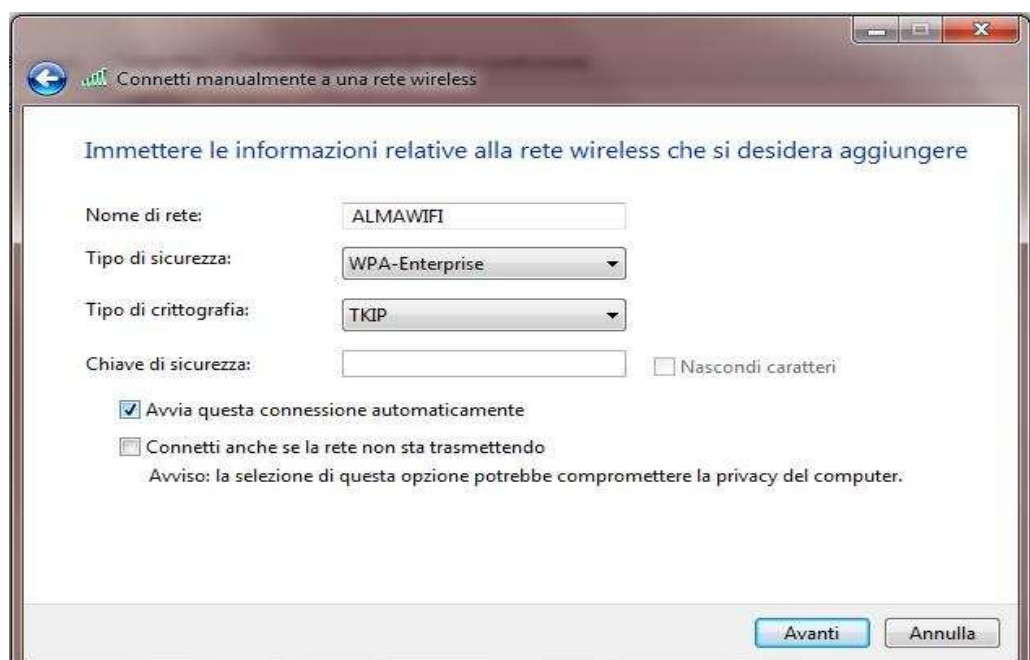 Connetti manualmente a una rete wireless
Immettere le informazioni relative alla rete wireless che si desidera aggiungere
Nome di rete: ALMAWIFI
Tipo di sicurezza: WPA-Enterprise
Tipo di crittografia: TKIP
Chiave di sicurezza: Nascondi caratteri
Avvia questa connessione automaticamente
Connetti anche se la rete non sta trasmettendo
Avviso: la selezione di questa opzione potrebbe compromettere la privacy del computer.
Avanti Annulla